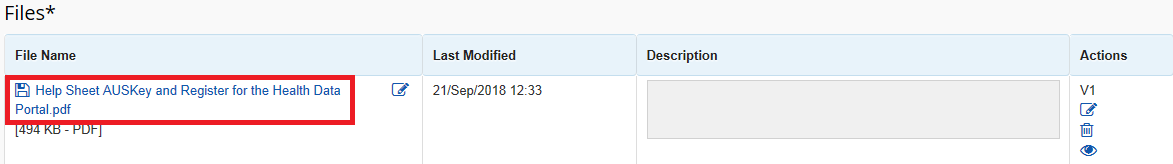 Files*
File Name Last Modified Description Actions
Help Sheet AUSKey and Register for the Health Data 21/Sep/2018 12:33 V1
Portal.pdf
[494 KB - PDF]